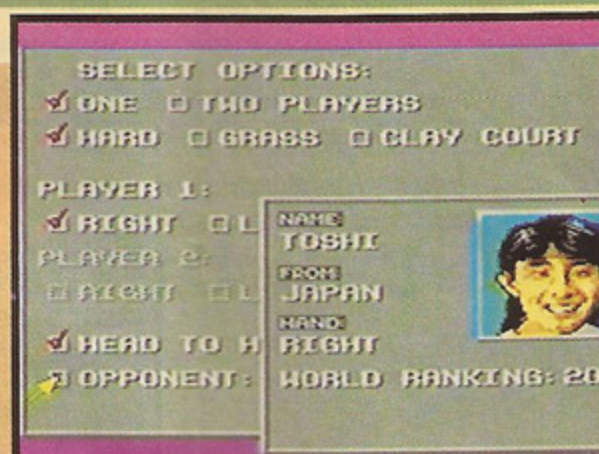 SELECT OPTIONS:
ONE TWO PLAYERS
HARD GRASS CLAY COURT
PLAYER 1:
RIGHT L
PLAYER 2:
RIGHT L
HEAD TO H
OPPONENT:
NAME:
TOSHI
FROM:
JAPAN
HAND:
RIGHT
WORLD RANKING: 20